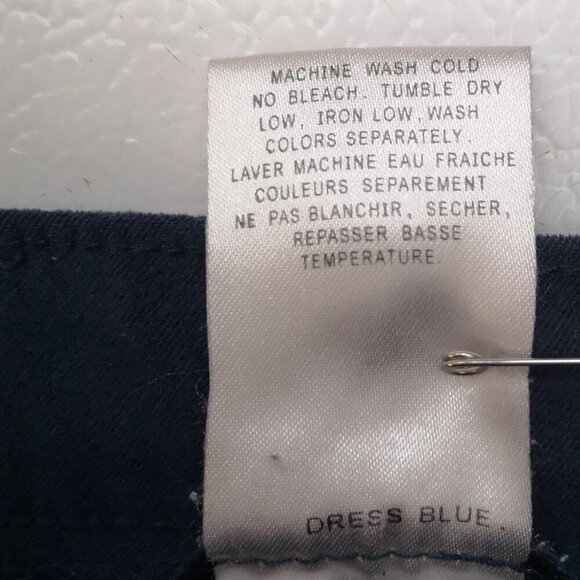 MACHINE WASH COLD
NO BLEACH. TUMBLE DRY
LOW, IRON LOW, WASH
COLORS SEPARATELY.
LAVER MACHINE EAU FRAICHE
COULEURS SEPAREMENT
NE PAS BLANCHIR, SECHER,
REPASSER BASSE
TEMPERATURE.
DRESS BLUE.